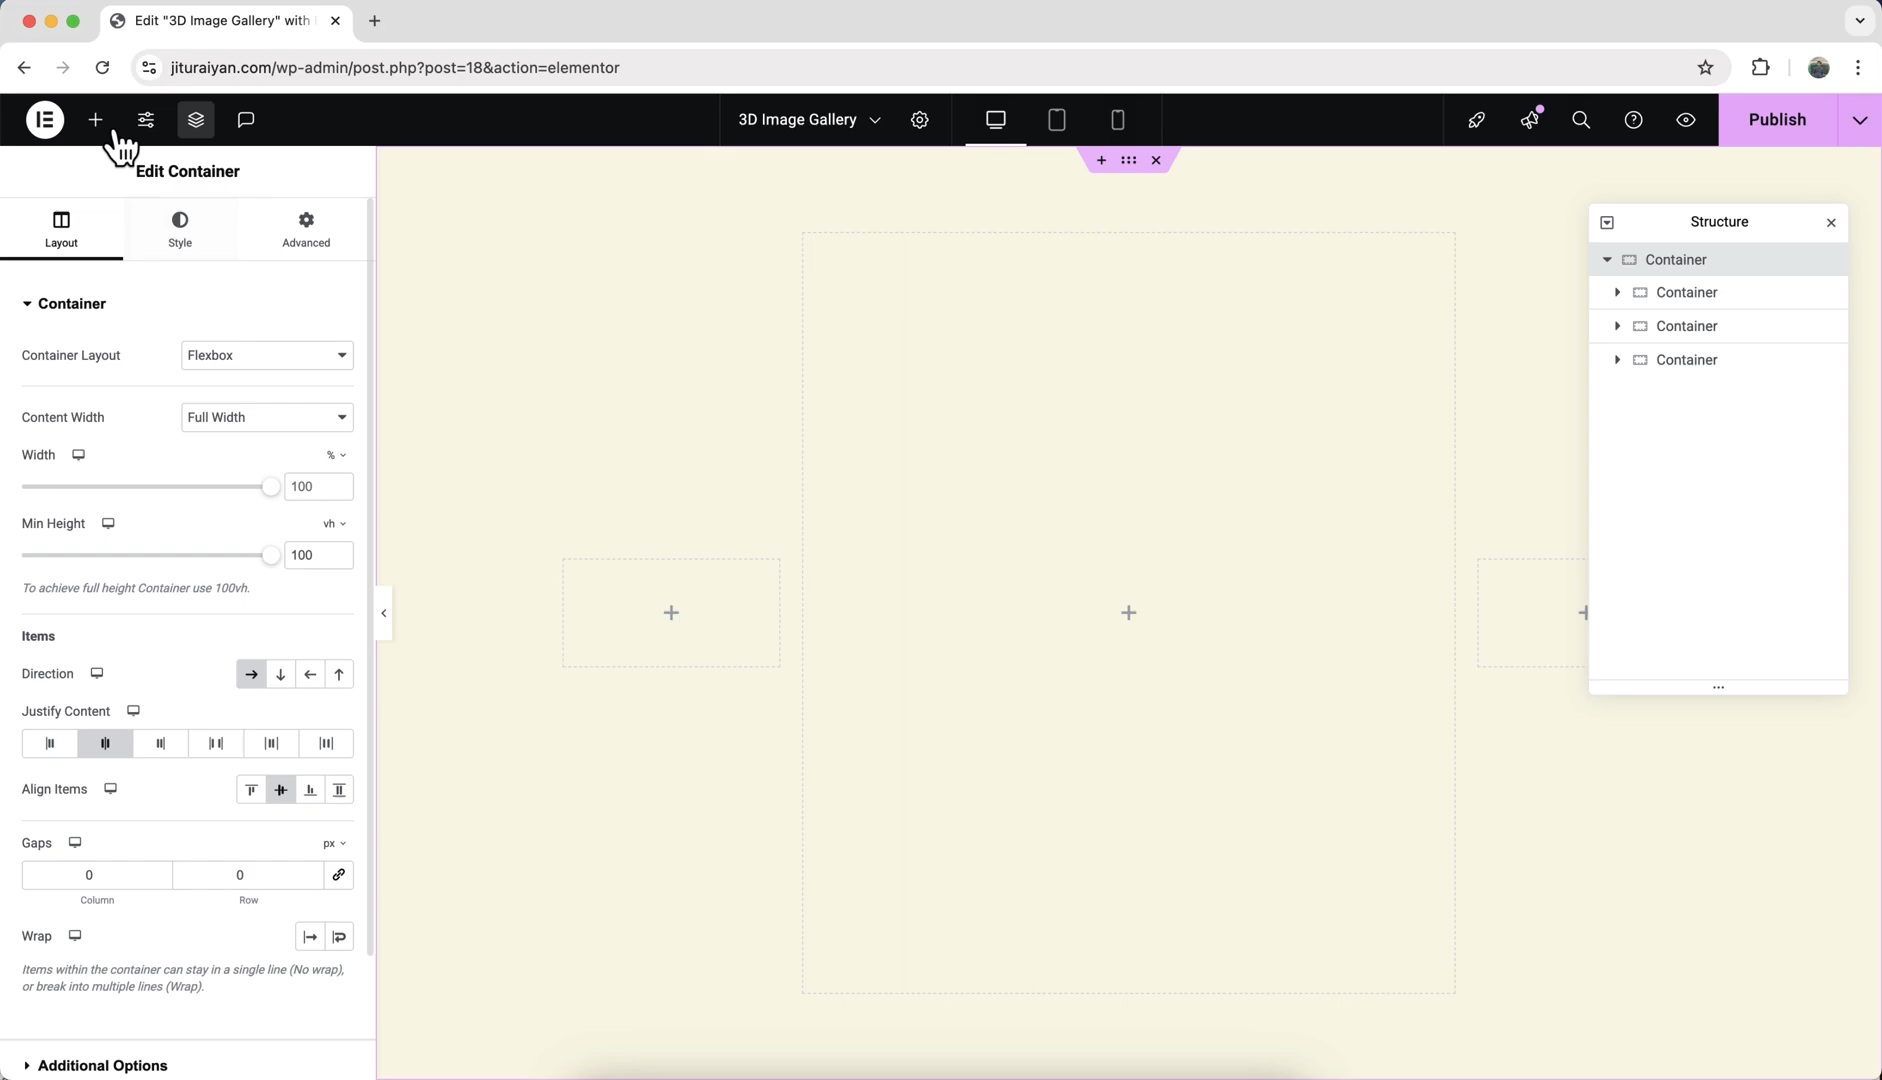 Edit "3D Image Gallery" with
jituraiyan.com/wp-admin/post.php?post=18&action=elementor
3D Image Gallery
Publish
Edit Container
Layout
Style
Advanced
Container
Container Layout
Flexbox
Content Width
Full Width
Width
%
100
Min Height
vh
100
To achieve full height Container use 100vh.
Items
Direction
Justify Content
Align Items
Gaps
px
0
0
Column
Row
Wrap
Items within the container can stay in a single line (No wrap),
or break into multiple lines (Wrap).
Additional Options
Structure
Container
Container
Container
Container